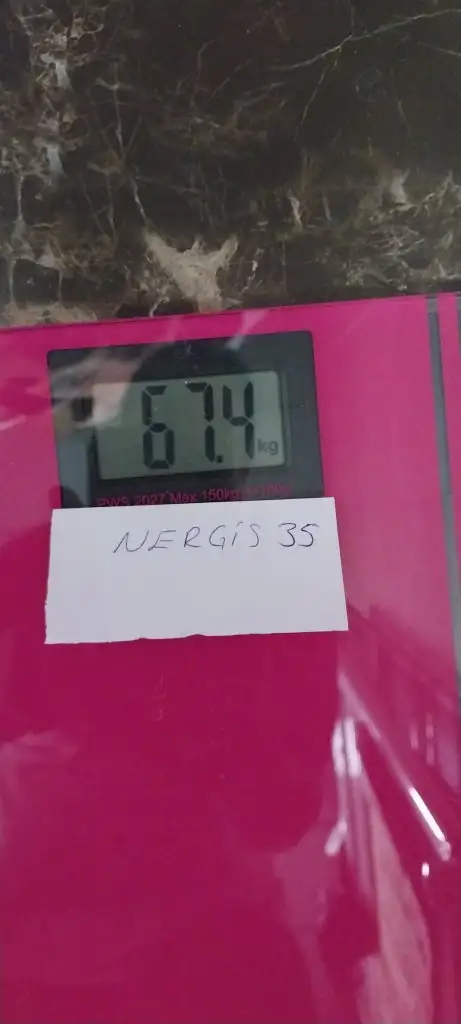 67.4 kg
PWS 2027 Max 150kg
NERGİS 35